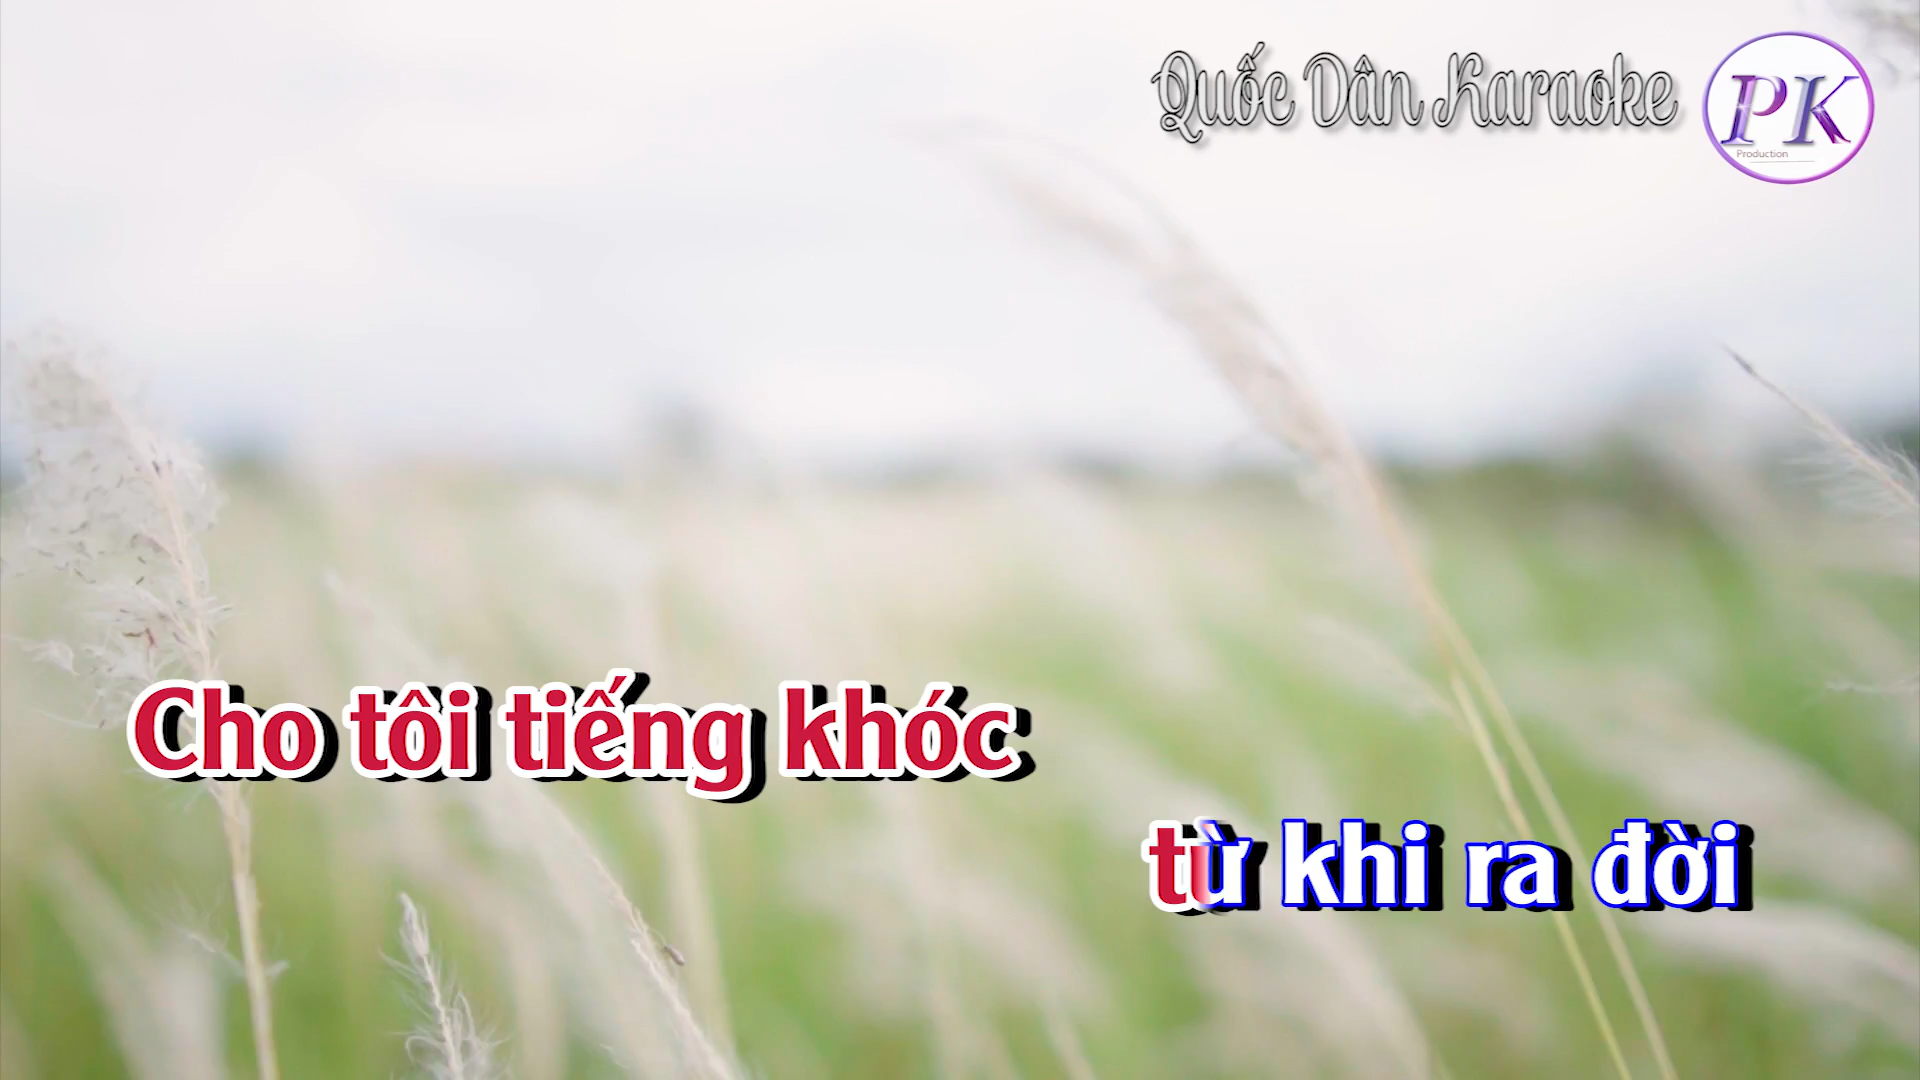 Quốc Dân Karaoke
PK
Production
Cho tôi tiếng khóc
từ khi ra đời